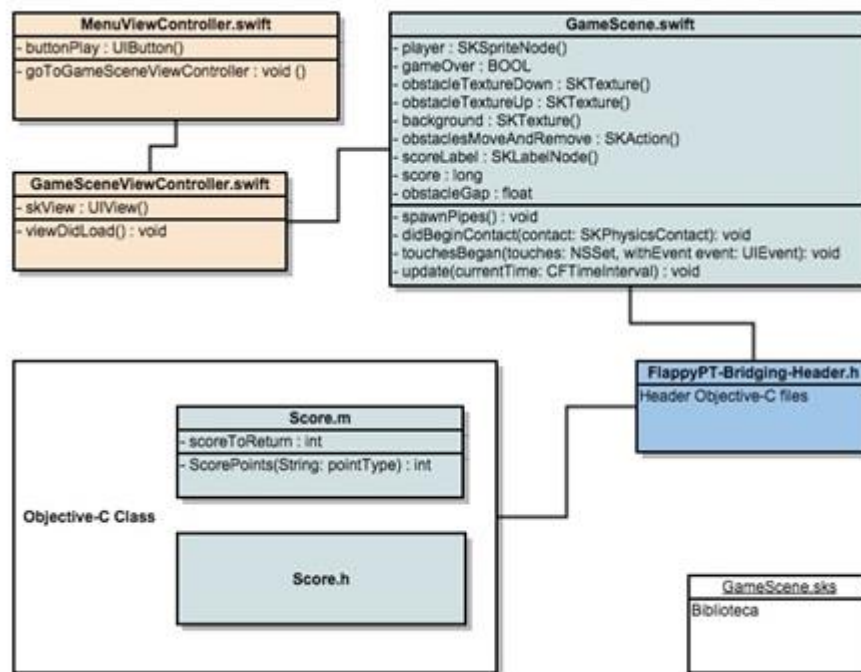 MenuViewController.swift
- buttonPlay : UIButton()
- goToGameSceneViewController : void ()
GameSceneViewController.swift
- skView : UIView()
- viewDidLoad() : void
GameScene.swift
- player : SKSpriteNode()
- gameOver : BOOL
- obstacleTextureDown : SKTexture()
- obstacleTextureUp : SKTexture()
- background : SKTexture()
- obstaclesMoveAndRemove : SKAction()
- scoreLabel : SKLabelNode()
- score : long
- obstacleGap : float
- spawnPipes() : void
- didBeginContact(contact: SKPhysicsContact): void
- touchesBegan(touches: NSSet, withEvent event: UIEvent): void
- update(currentTime: CFTimeInterval) : void
FlappyPT-Bridging-Header.h
Header Objective-C files
Score.m
- scoreToReturn : int
- ScorePoints(String: pointType) : int
Objective-C Class
Score.h
GameScene.sks
Biblioteca